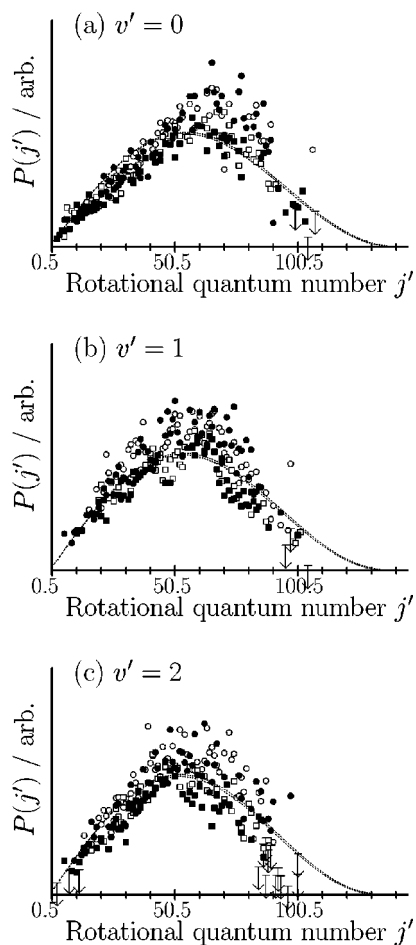 (a) v′ = 0
P(j′) / arb.
0.5 50.5 100.5
Rotational quantum number j′
(b) v′ = 1
P(j′) / arb.
0.5 50.5 100.5
Rotational quantum number j′
(c) v′ = 2
P(j′) / arb.
0.5 50.5 100.5
Rotational quantum number j′